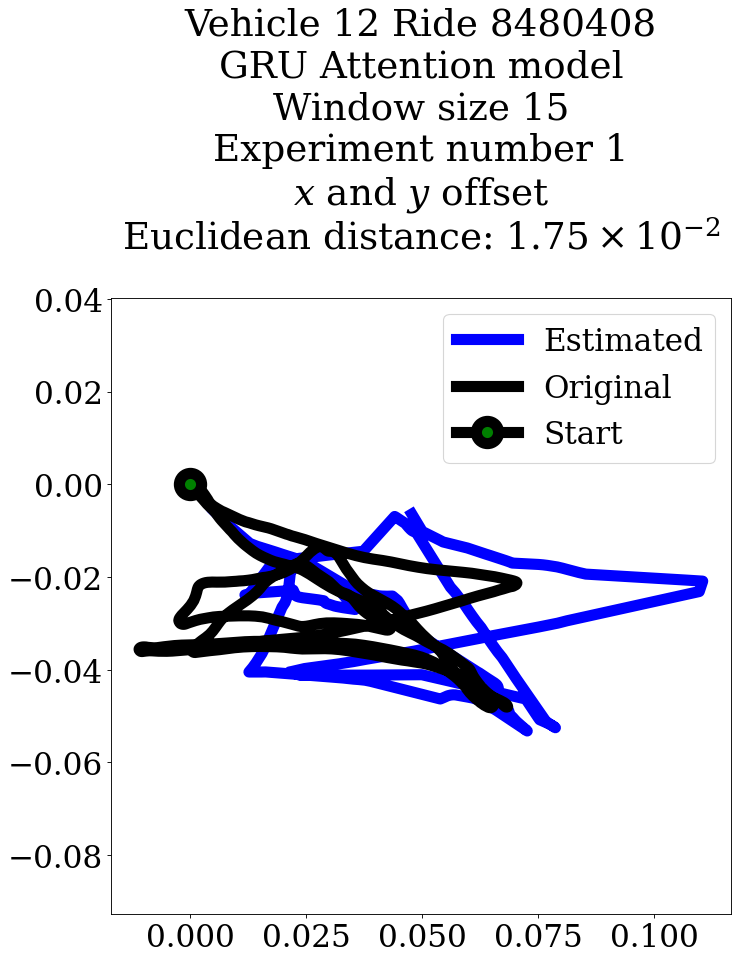 Vehicle 12 Ride 8480408
GRU Attention model
Window size 15
Experiment number 1
x and y offset
Euclidean distance: 1.75 × 10⁻²
0.04
0.02
0.00
−0.02
−0.04
−0.06
−0.08
Estimated
Original
Start
0.000 0.025 0.050 0.075 0.100